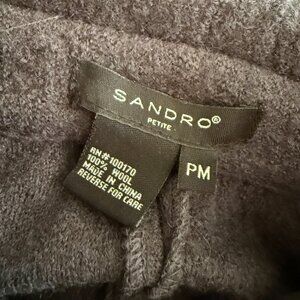 SANDRO®
PETITE
RN# 100170
100% WOOL
MADE IN CHINA
REVERSE FOR CARE
PM